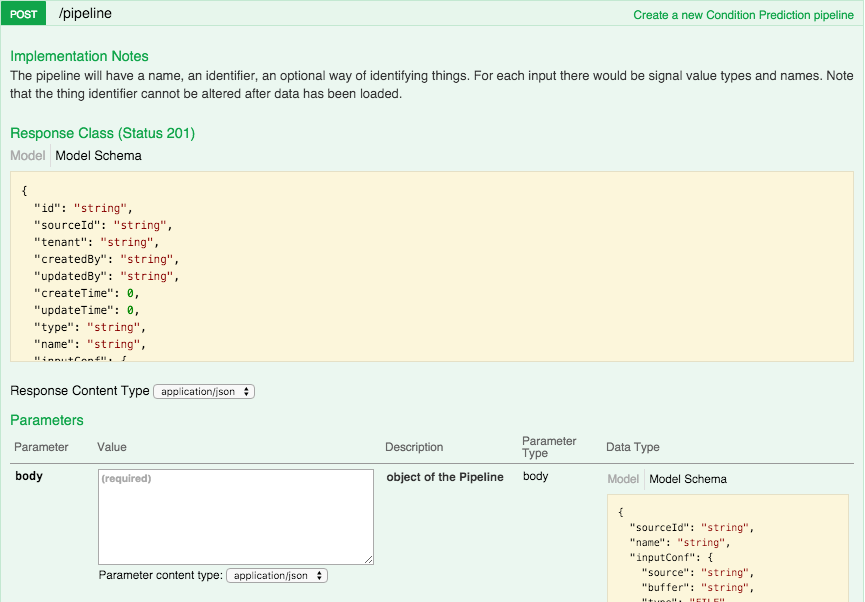 POST /pipeline Create a new Condition Prediction pipeline
Implementation Notes
The pipeline will have a name, an identifier, an optional way of identifying things. For each input there would be signal value types and names. Note
that the thing identifier cannot be altered after data has been loaded.
Response Class (Status 201)
Model Model Schema
{
"id": "string",
"sourceId": "string",
"tenant": "string",
"createdBy": "string",
"updatedBy": "string",
"createTime": 0,
"updateTime": 0,
"type": "string",
"name": "string",
"inputConf": {
Response Content Type application/json
Parameters
Parameter Value Description Parameter Type Data Type
body (required) object of the Pipeline body Model Model Schema
{
"sourceId": "string",
"name": "string",
"inputConf": {
"source": "string",
"buffer": "string",
"type": "FILE"
Parameter content type: application/json